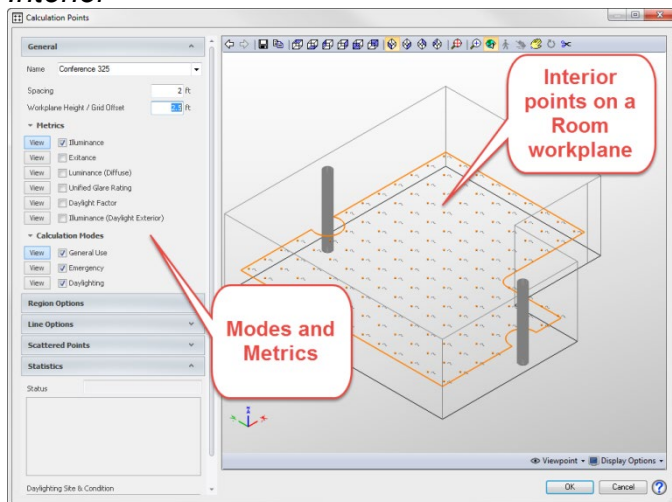 Interior
Calculation Points
General
Name Conference 325
Spacing 2 ft
Workplane Height / Grid Offset 2.5 ft
Metrics
View Illuminance
View Exitance
View Luminance (Diffuse)
View Unified Glare Rating
View Daylight Factor
View Illuminance (Daylight Exterior)
Calculation Modes
View General Use
View Emergency
View Daylighting
Region Options
Line Options
Scattered Points
Statistics
Status
Daylighting Site & Condition
Interior
points on a
Room
workplane
Modes and
Metrics
Z
Viewpoint
Display Options
OK
Cancel
?